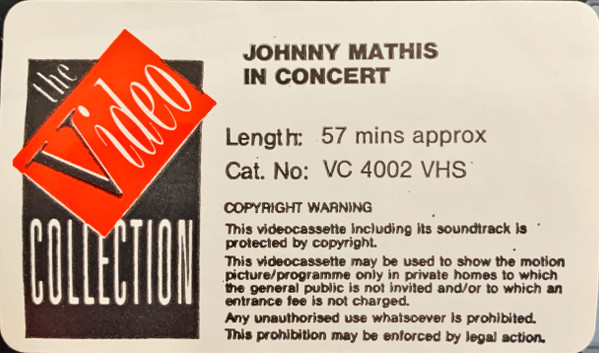 the
Video
COLLECTION
JOHNNY MATHIS
IN CONCERT
Length: 57 mins approx
Cat. No: VC 4002 VHS
COPYRIGHT WARNING
This videocassette including its soundtrack is
protected by copyright.
This videocassette may be used to show the motion
picture/programme only in private homes to which
the general public is not invited and/or to which an
entrance fee is not charged.
Any unauthorised use whatsoever is prohibited.
This prohibition may be enforced by legal action.